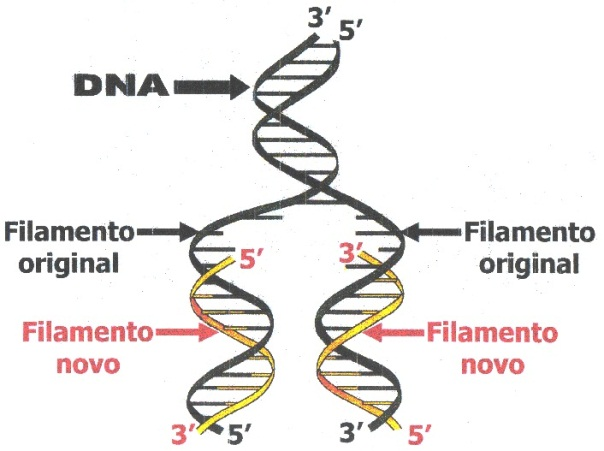 3’ 5’
DNA
Filamento
original
Filamento
original
5’
3’
Filamento
novo
Filamento
novo
3’ 5’
3’ 5’